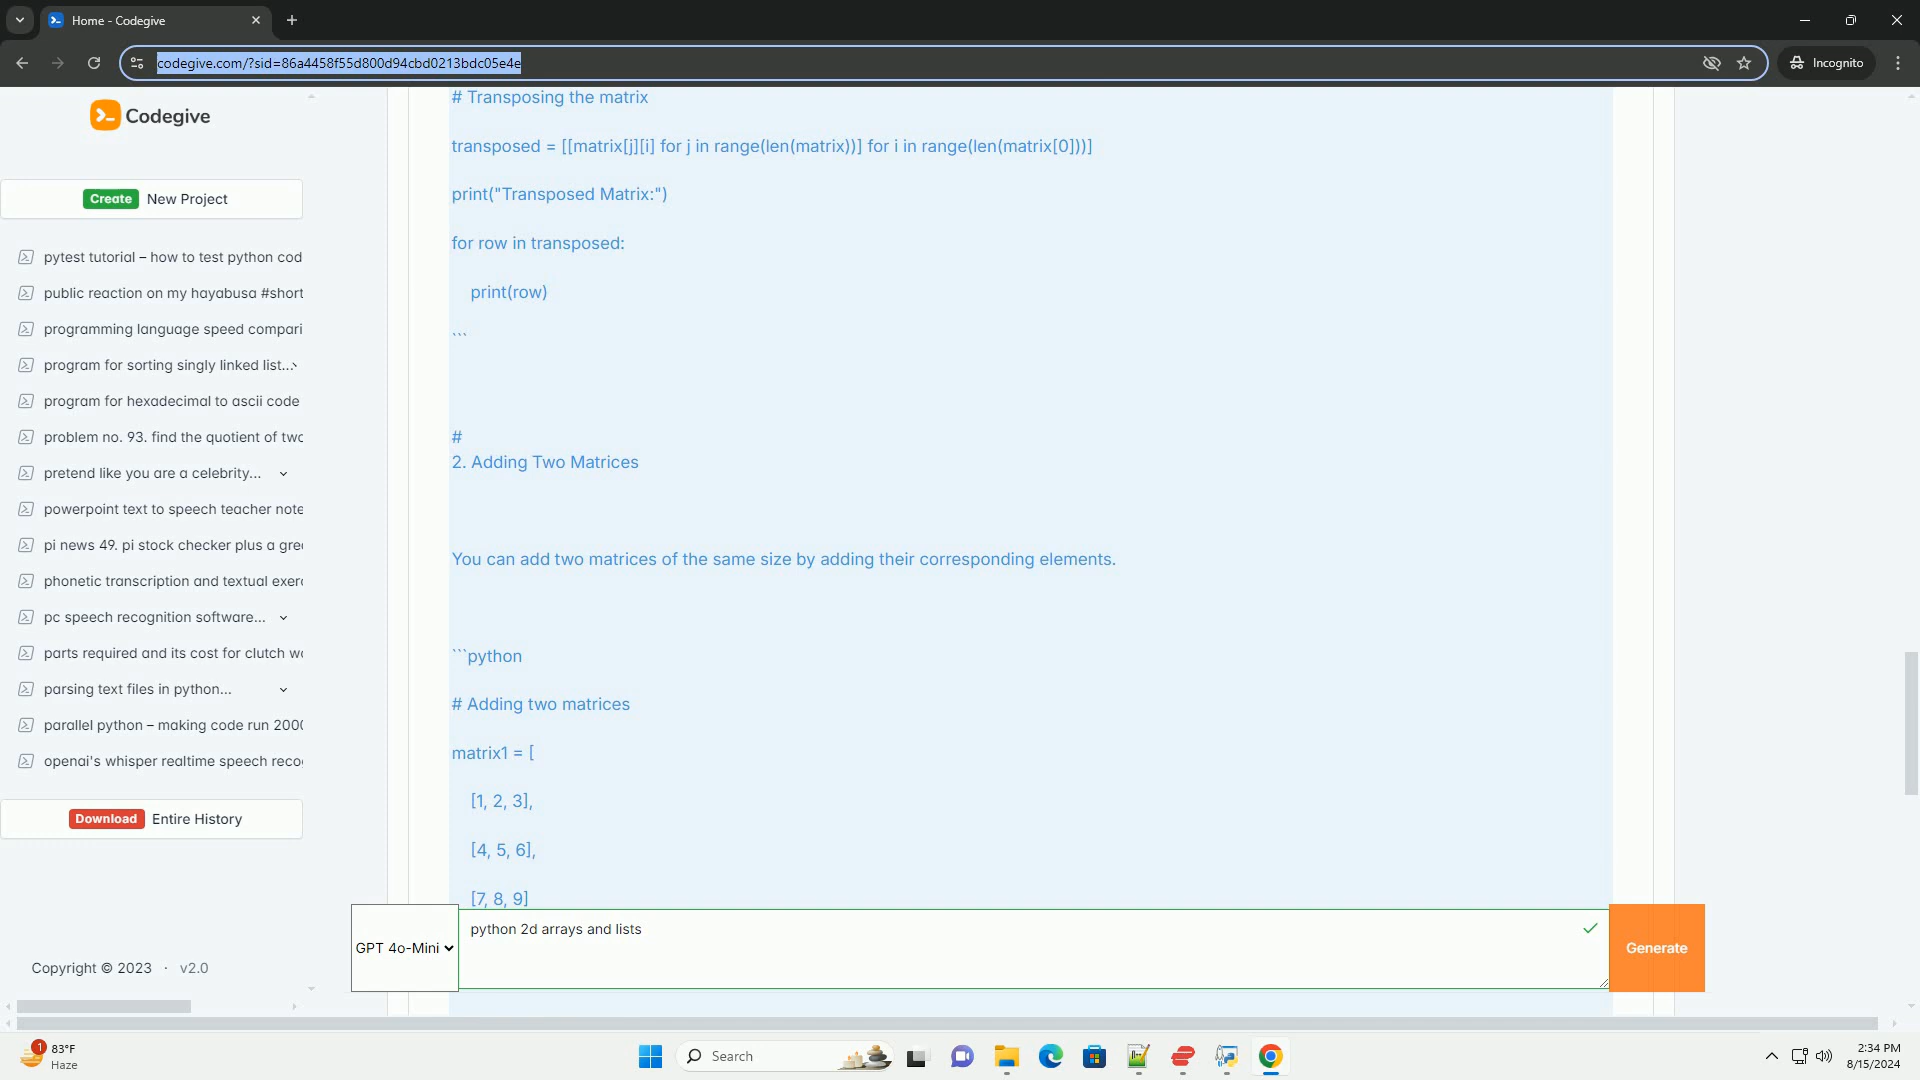 Home - Codegive
codegive.com/?sid=86a4458f55d800d94cbd0213bdc05e4e
Incognito
Codegive
Create New Project
pytest tutorial – how to test python cod
public reaction on my hayabusa #short
programming language speed compari
program for sorting singly linked list...
program for hexadecimal to ascii code
problem no. 93. find the quotient of two
pretend like you are a celebrity...
powerpoint text to speech teacher note
pi news 49. pi stock checker plus a gre
phonetic transcription and textual exer
pc speech recognition software...
parts required and its cost for clutch w
parsing text files in python...
parallel python – making code run 2000
openai's whisper realtime speech reco
Download Entire History
Copyright © 2023 · v2.0
# Transposing the matrix
transposed = [[matrix[j][i] for j in range(len(matrix))] for i in range(len(matrix[0]))]
print("Transposed Matrix:")
for row in transposed:
print(row)
```
#
2. Adding Two Matrices
You can add two matrices of the same size by adding their corresponding elements.
```python
# Adding two matrices
matrix1 = [
[1, 2, 3],
[4, 5, 6],
[7, 8, 9]
GPT 4o-Mini
python 2d arrays and lists
Generate
1
83°F
Haze
Search
2:34 PM
8/15/2024